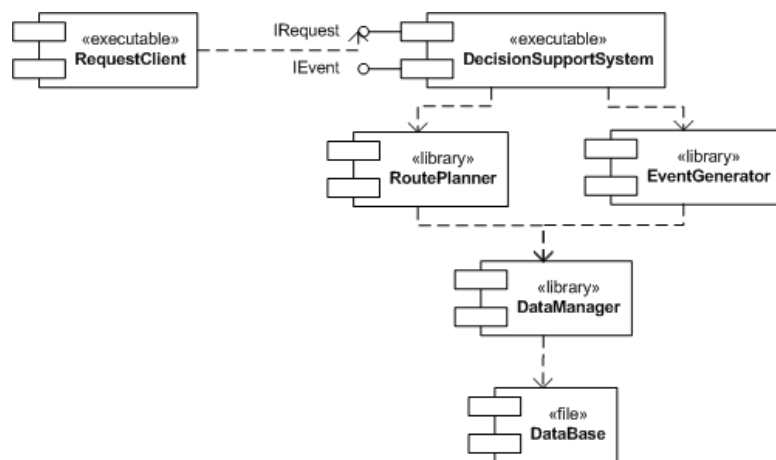 «executable»
RequestClient
IRequest
IEvent
«executable»
DecisionSupportSystem
«library»
RoutePlanner
«library»
EventGenerator
«library»
DataManager
«file»
DataBase